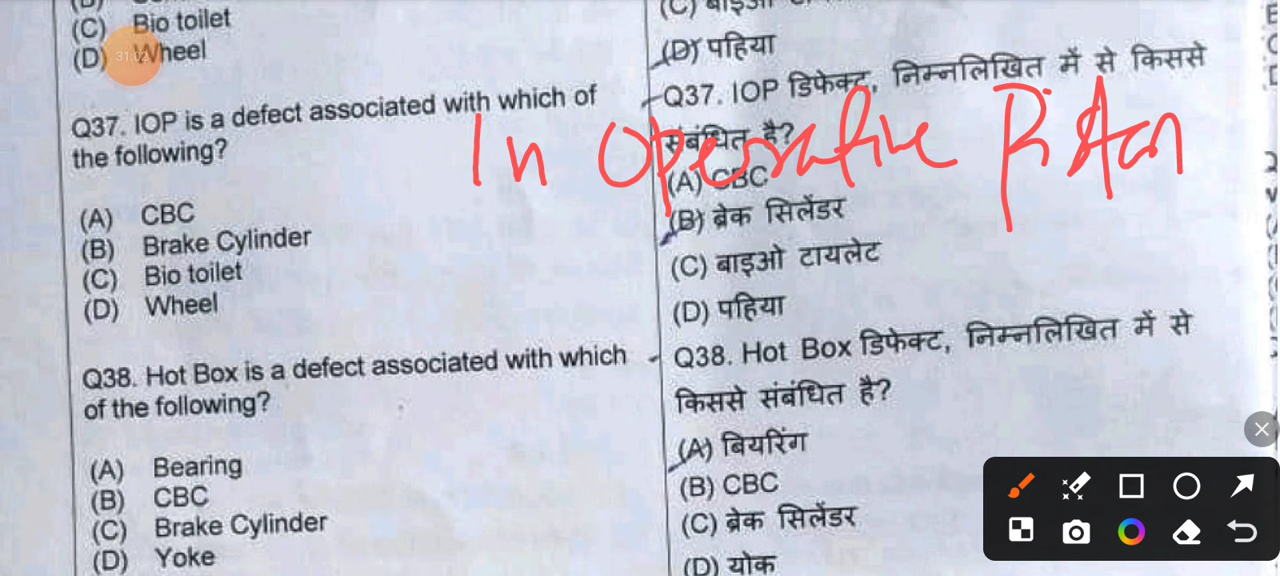 (C) Bio toilet
(D) Wheel
31:02
Q37. IOP is a defect associated with which of
the following?
(A) CBC
(B) Brake Cylinder
(C) Bio toilet
(D) Wheel
Q38. Hot Box is a defect associated with which
of the following?
(A) Bearing
(B) CBC
(C) Brake Cylinder
(D) Yoke
(D) पहिया
Q37. IOP डिफेक्ट, निम्नलिखित में से किससे
संबंधित है?
In Operative Piston
(A) CBC
(B) ब्रेक सिलेंडर
(C) बाइओ टायलेट
(D) पहिया
Q38. Hot Box डिफेक्ट, निम्नलिखित में से
किससे संबंधित है?
(A) बियरिंग
(B) CBC
(C) ब्रेक सिलेंडर
(D) योक